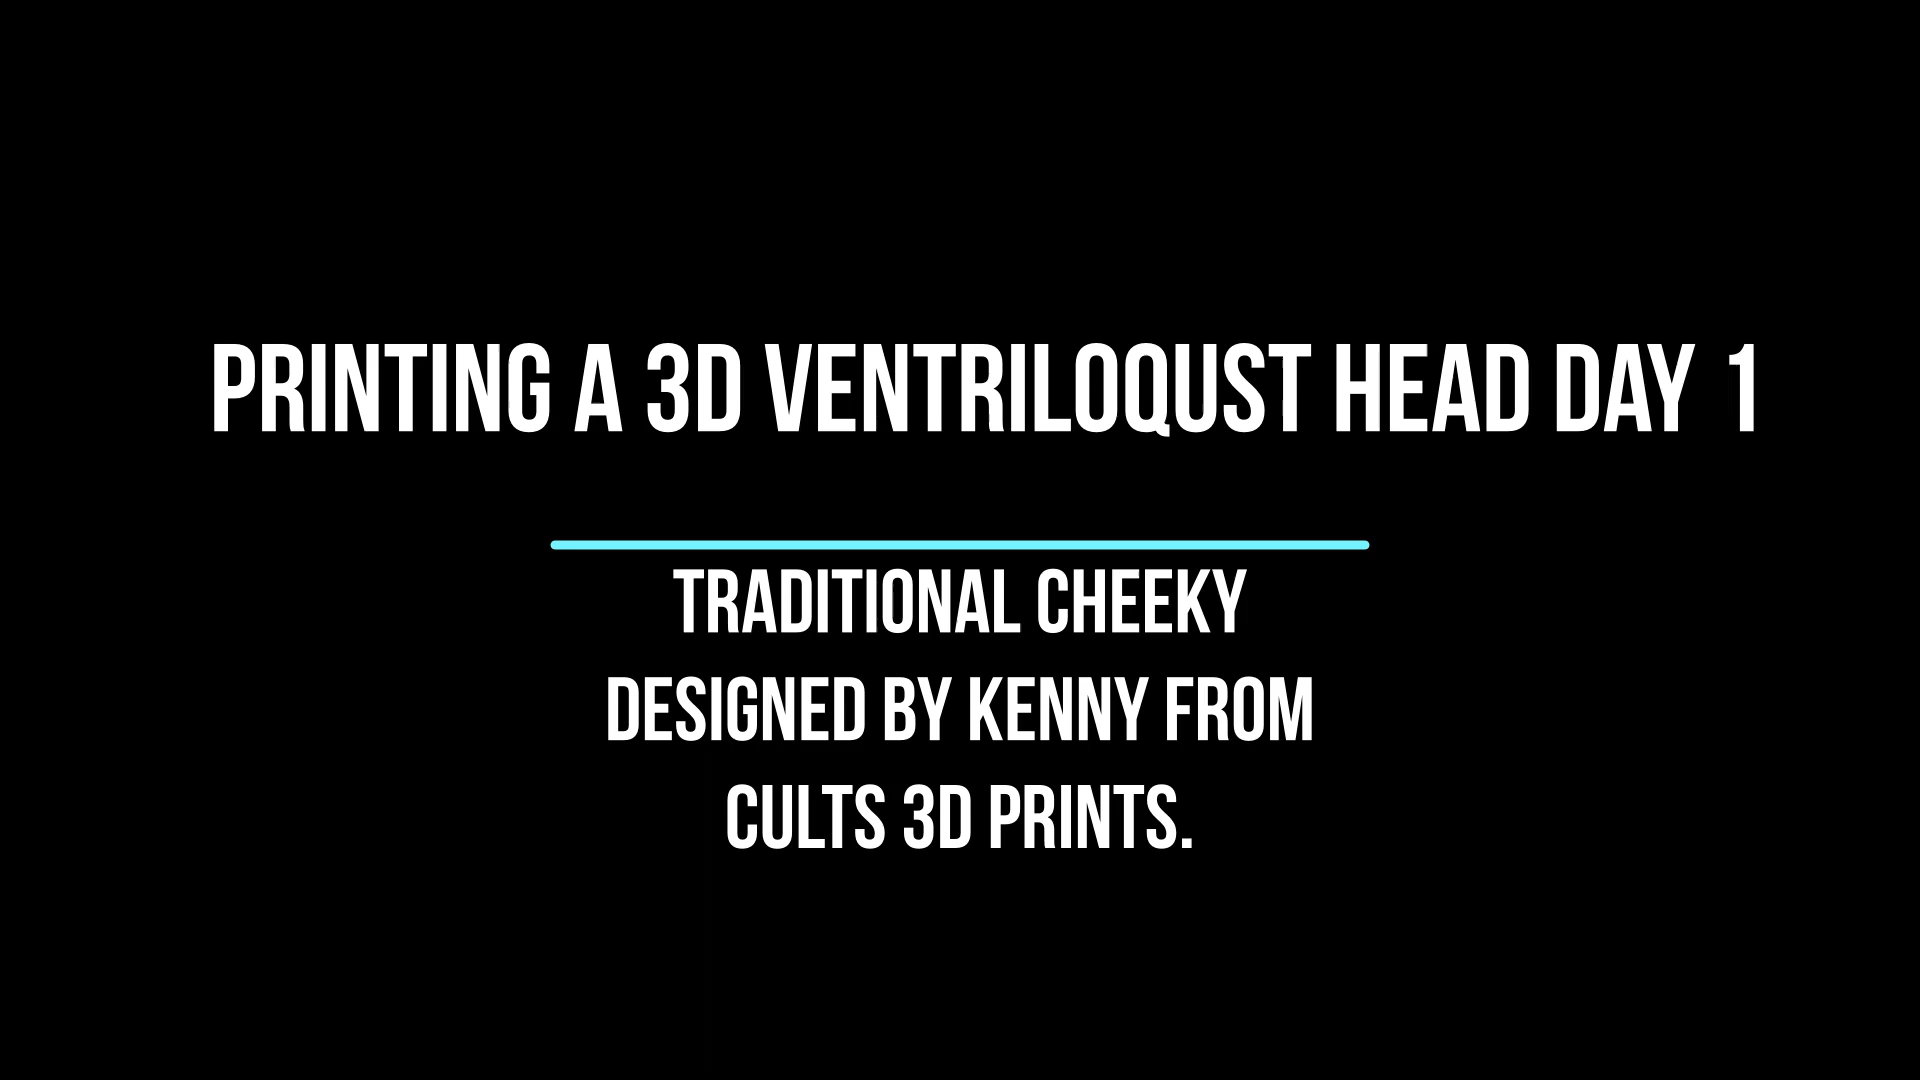 PRINTING A 3D VENTRILOQUST HEAD DAY 1
TRADITIONAL CHEEKY
DESIGNED BY KENNY FROM
CULTS 3D PRINTS.